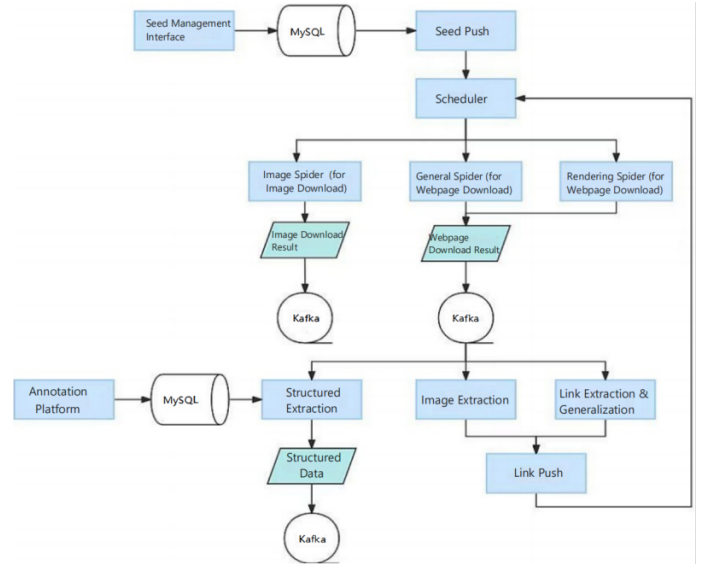 Seed Management
Interface
MySQL
Seed Push
Scheduler
Image Spider (for
Image Download)
General Spider (for
Webpage Download)
Rendering Spider (for
Webpage Download)
Image Download
Result
Webpage
Download Result
Kafka
Kafka
Annotation
Platform
MySQL
Structured
Extraction
Image Extraction
Link Extraction &
Generalization
Structured
Data
Link Push
Kafka